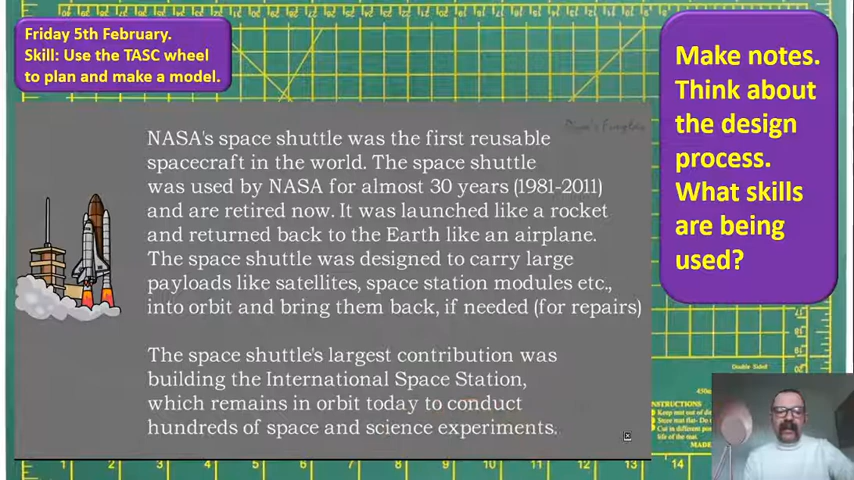 Friday 5th February.
Skill: Use the TASC wheel
to plan and make a model.
Make notes.
Think about
the design
process.
What skills
are being
used?
NASA's space shuttle was the first reusable
spacecraft in the world. The space shuttle
was used by NASA for almost 30 years (1981-2011)
and are retired now. It was launched like a rocket
and returned back to the Earth like an airplane.
The space shuttle was designed to carry large
payloads like satellites, space station modules etc.,
into orbit and bring them back, if needed (for repairs)
The space shuttle's largest contribution was
building the International Space Station,
which remains in orbit today to conduct
hundreds of space and science experiments.
Double Sided
INSTRUCTIONS
1 2 3 4 5 6 7 8 9 10 11 12 13 14